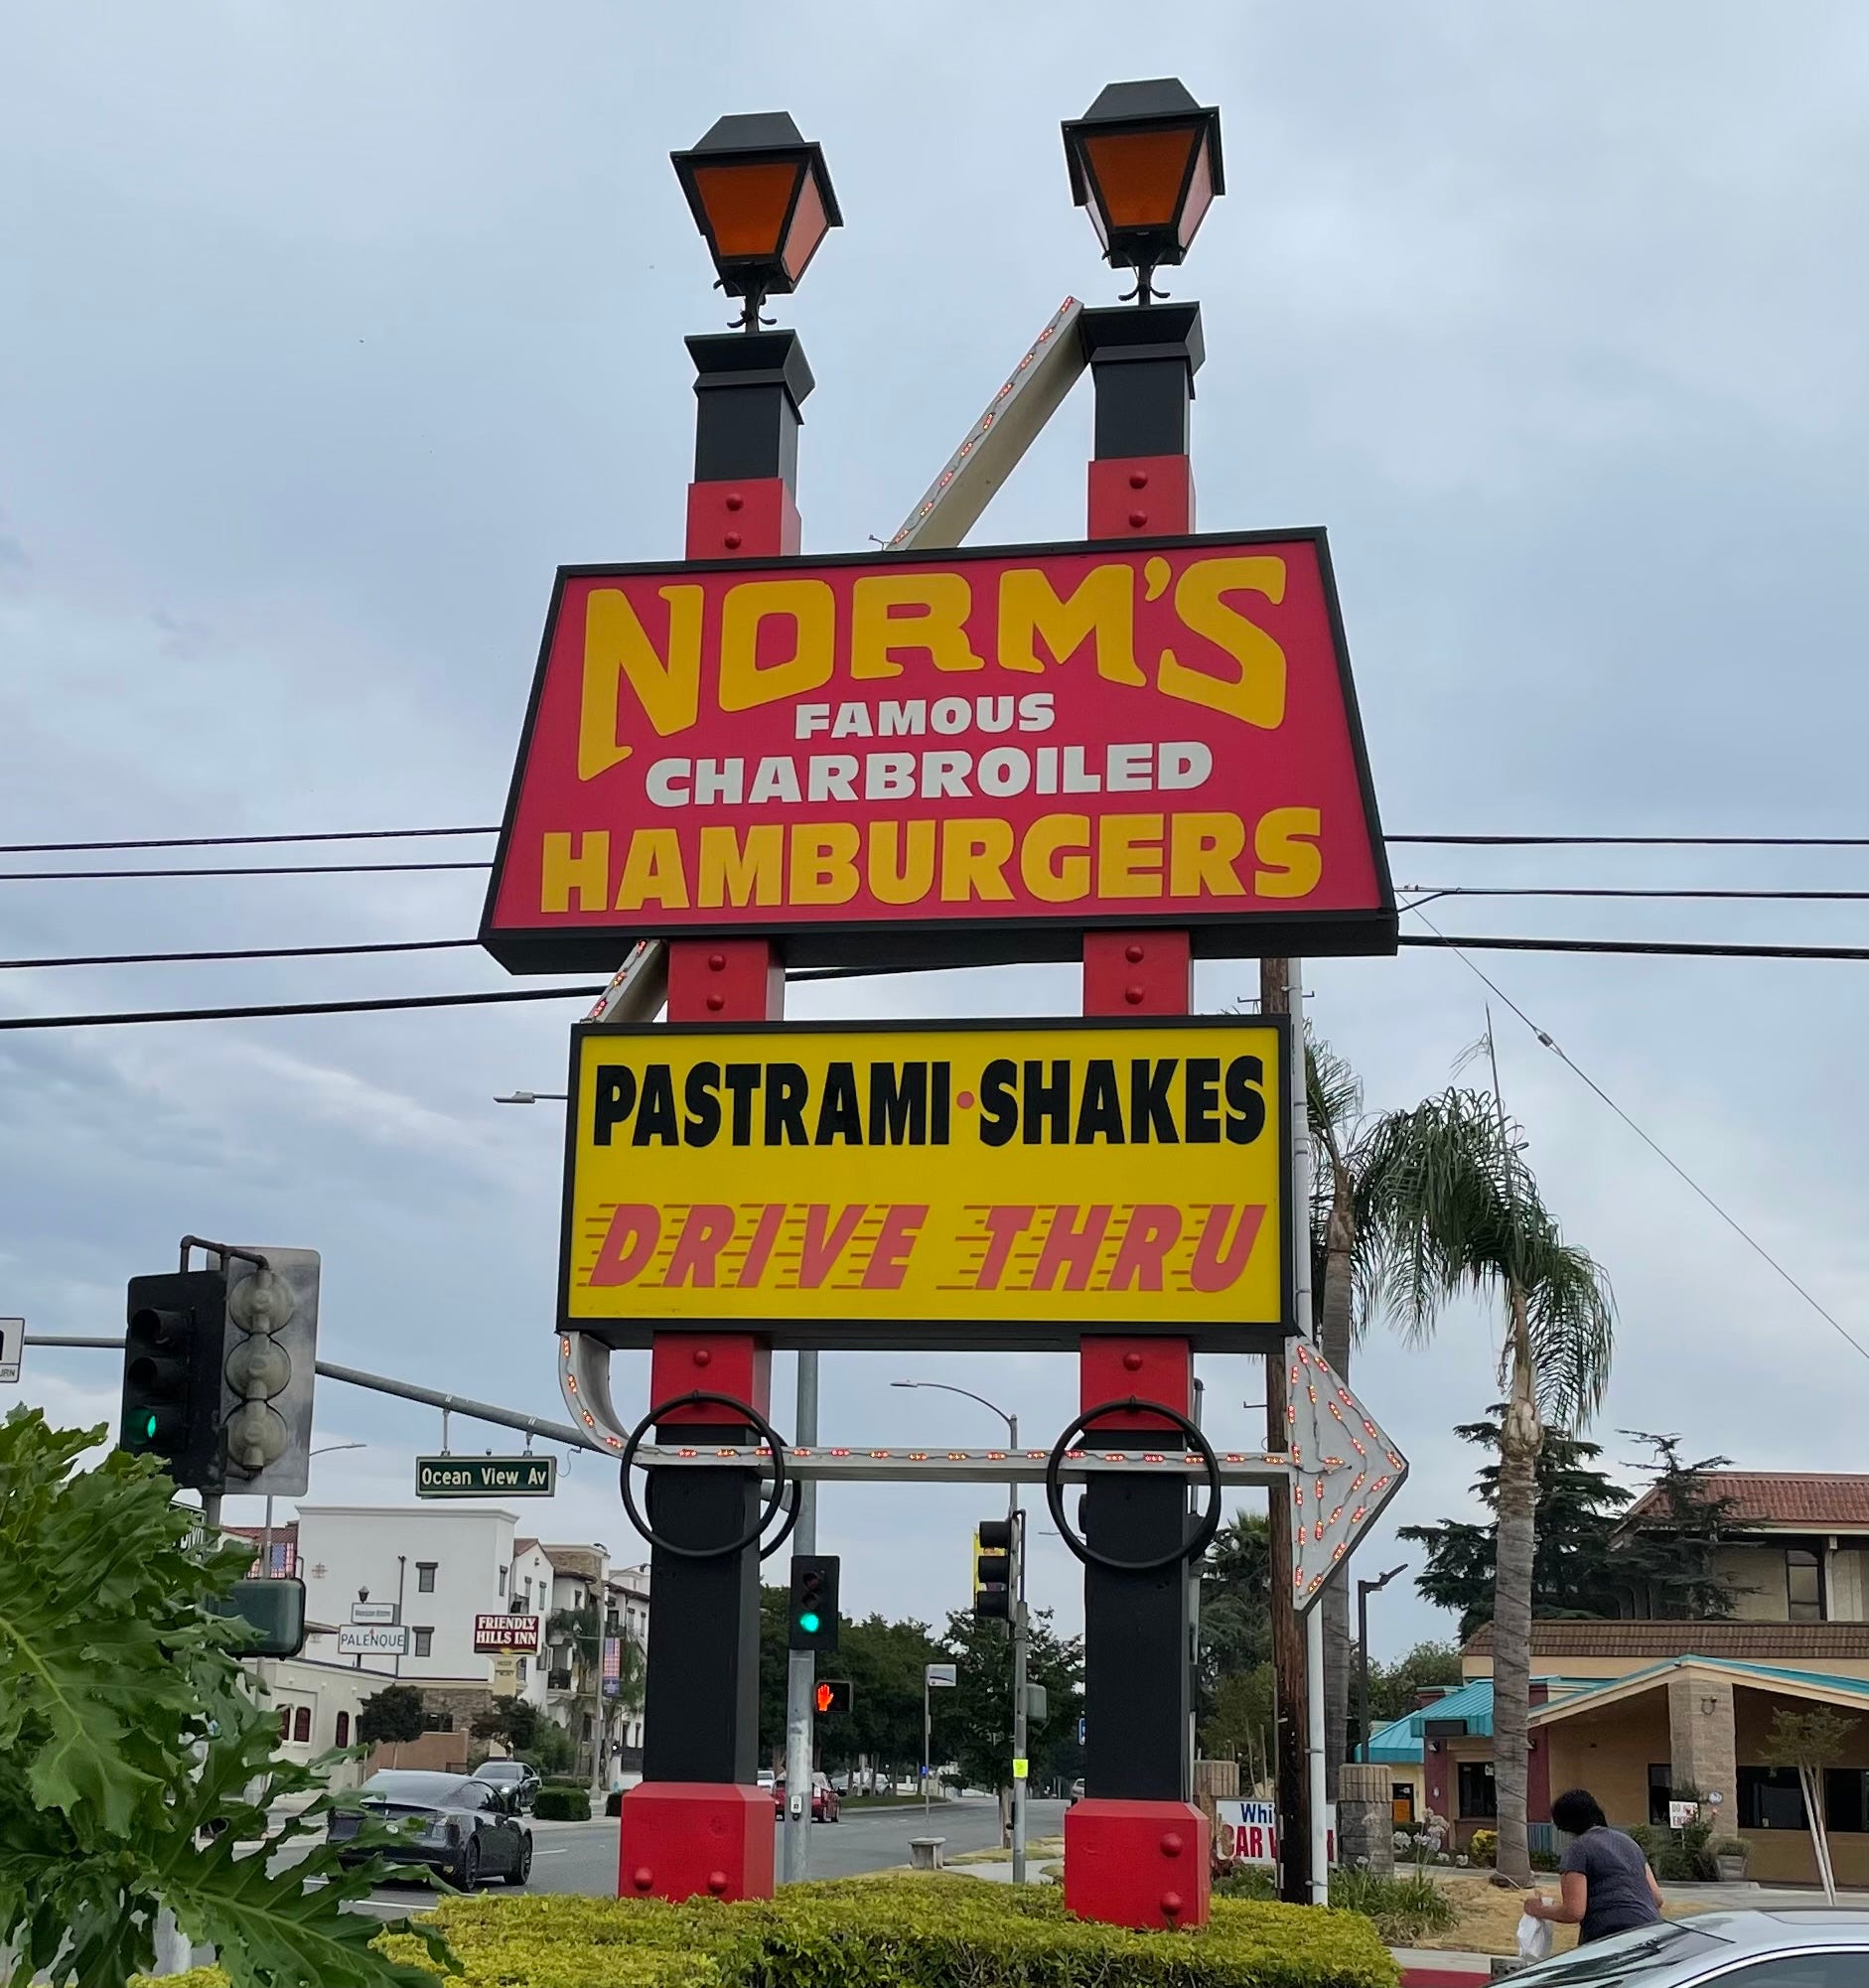 NORM'S
FAMOUS
CHARBROILED
HAMBURGERS
PASTRAMI•SHAKES
DRIVE THRU
Ocean View Av
FRIENDLY
HILLS INN
PALENQUE